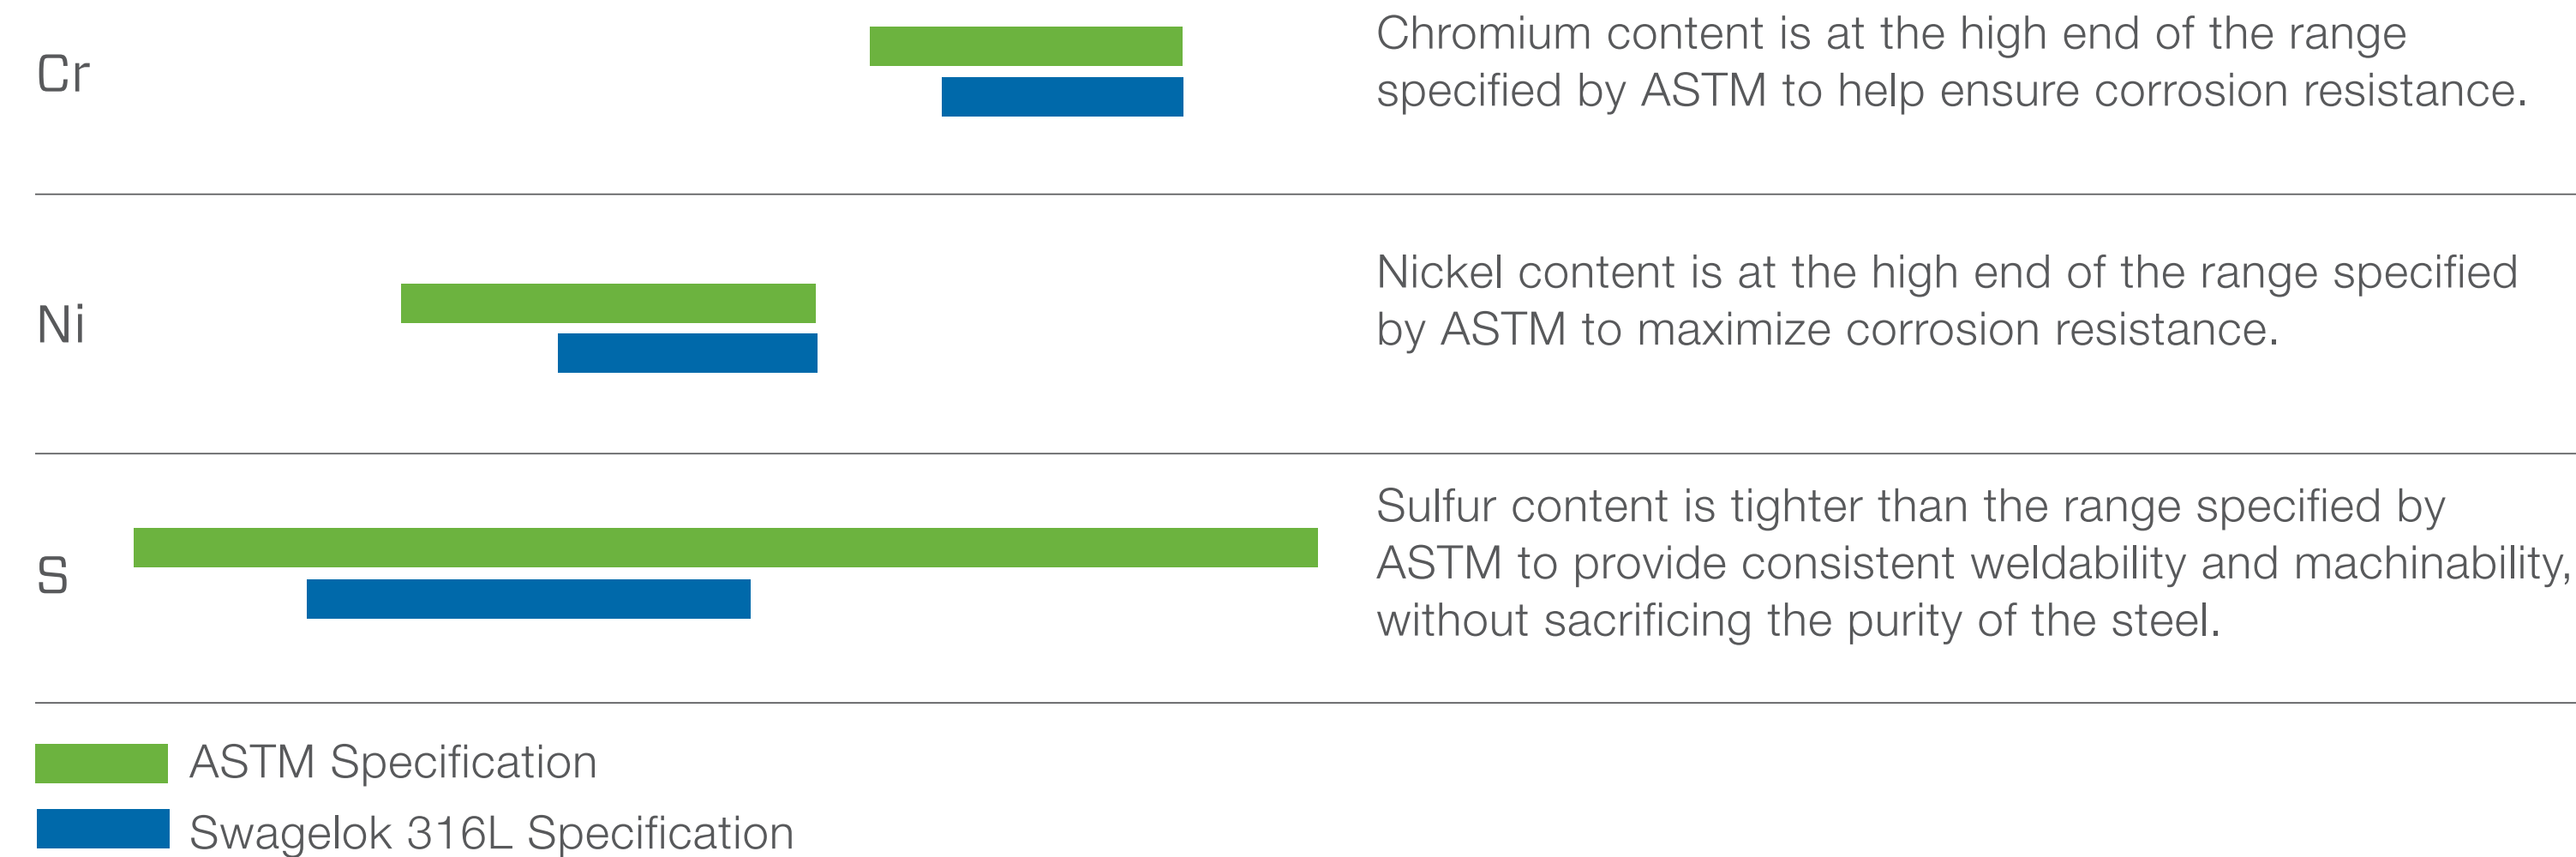 Cr
Chromium content is at the high end of the range
specified by ASTM to help ensure corrosion resistance.
Ni
Nickel content is at the high end of the range specified
by ASTM to maximize corrosion resistance.
S
Sulfur content is tighter than the range specified by
ASTM to provide consistent weldability and machinability,
without sacrificing the purity of the steel.
ASTM Specification
Swagelok 316L Specification